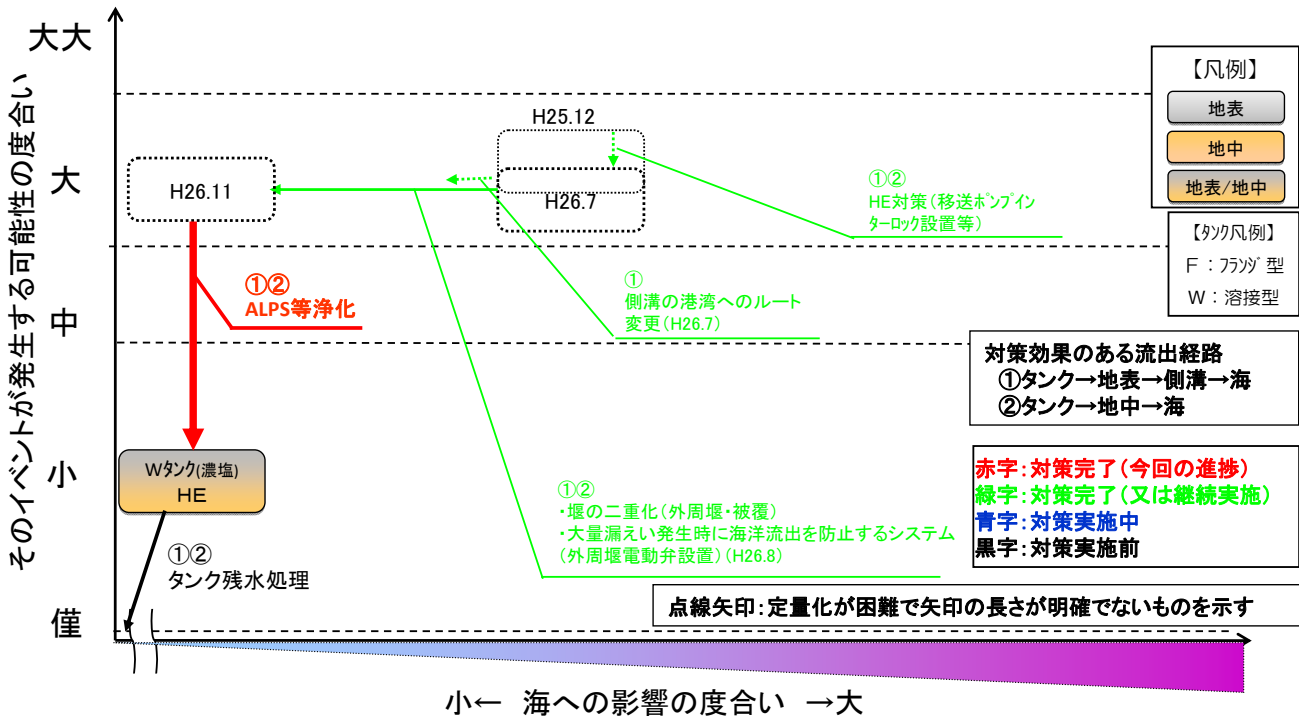 そのイベントが発生する可能性の度合い
大大
大
中
小
僅
H25.12
H26.7
H26.11
①②
HE対策(移送ポンプイン
ターロック設置等)
①②
ALPS等浄化
①
側溝の港湾へのルート
変更(H26.7)
Wタンク(濃塩)
HE
①②
タンク残水処理
①②
・堰の二重化(外周堰・被覆)
・大量漏えい発生時に海洋流出を防止するシステム
(外周堰電動弁設置)(H26.8)
【凡例】
地表
地中
地表/地中
【タンク凡例】
F：フランジ型
W：溶接型
対策効果のある流出経路
①タンク→地表→側溝→海
②タンク→地中→海
赤字：対策完了(今回の進捗)
緑字：対策完了(又は継続実施)
青字：対策実施中
黒字：対策実施前
点線矢印：定量化が困難で矢印の長さが明確でないものを示す
小← 海への影響の度合い →大